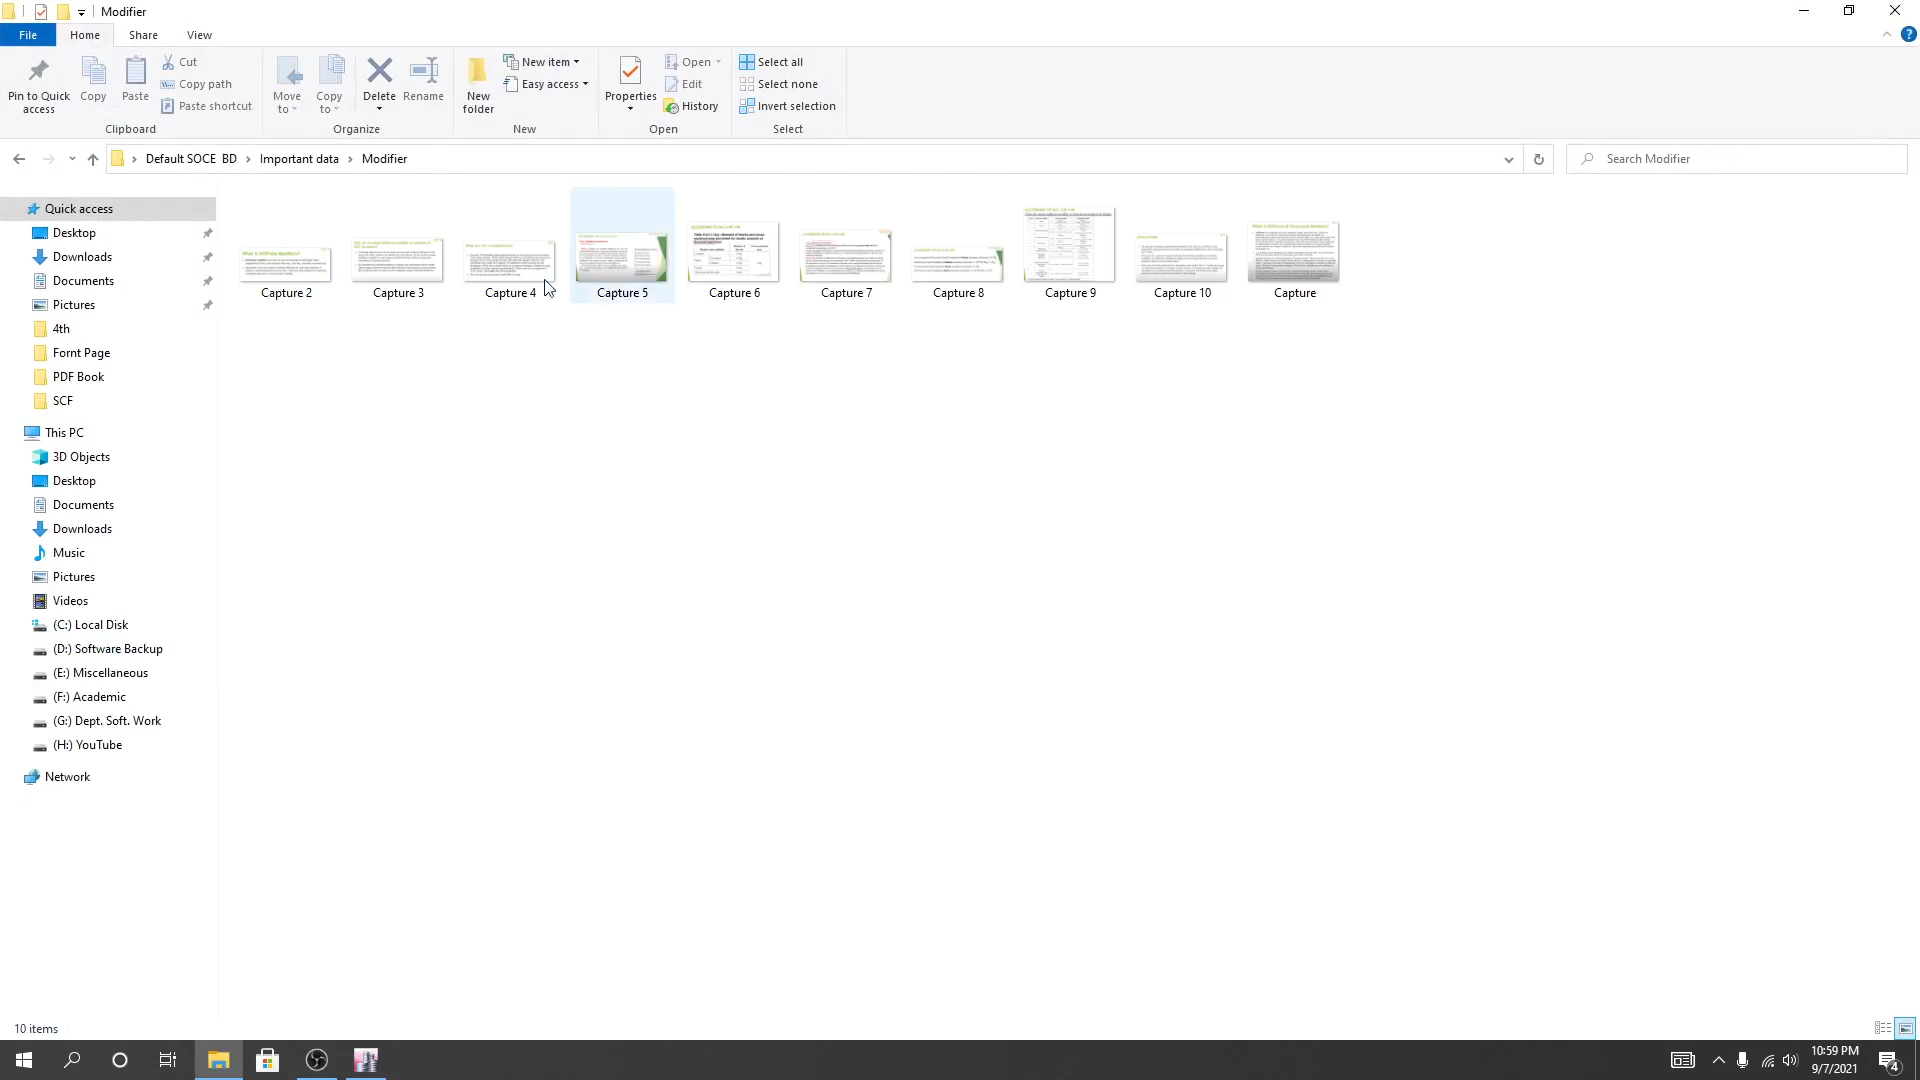 Modifier
File
Home
Share
View
Pin to Quick access
Copy
Paste
Cut
Copy path
Paste shortcut
Clipboard
Move to
Copy to
Delete
Rename
Organize
New folder
New item
Easy access
New
Properties
Open
Edit
History
Open
Select all
Select none
Invert selection
Select
Default SOCE BD
Important data
Modifier
Search Modifier
Quick access
Desktop
Downloads
Documents
Pictures
4th
Fornt Page
PDF Book
SCF
This PC
3D Objects
Desktop
Documents
Downloads
Music
Pictures
Videos
(C:) Local Disk
(D:) Software Backup
(E:) Miscellaneous
(F:) Academic
(G:) Dept. Soft. Work
(H:) YouTube
Network
Capture 2
Capture 3
Capture 4
Capture 5
Capture 6
Capture 7
Capture 8
Capture 9
Capture 10
Capture
10 items
10:59 PM
9/7/2021
4